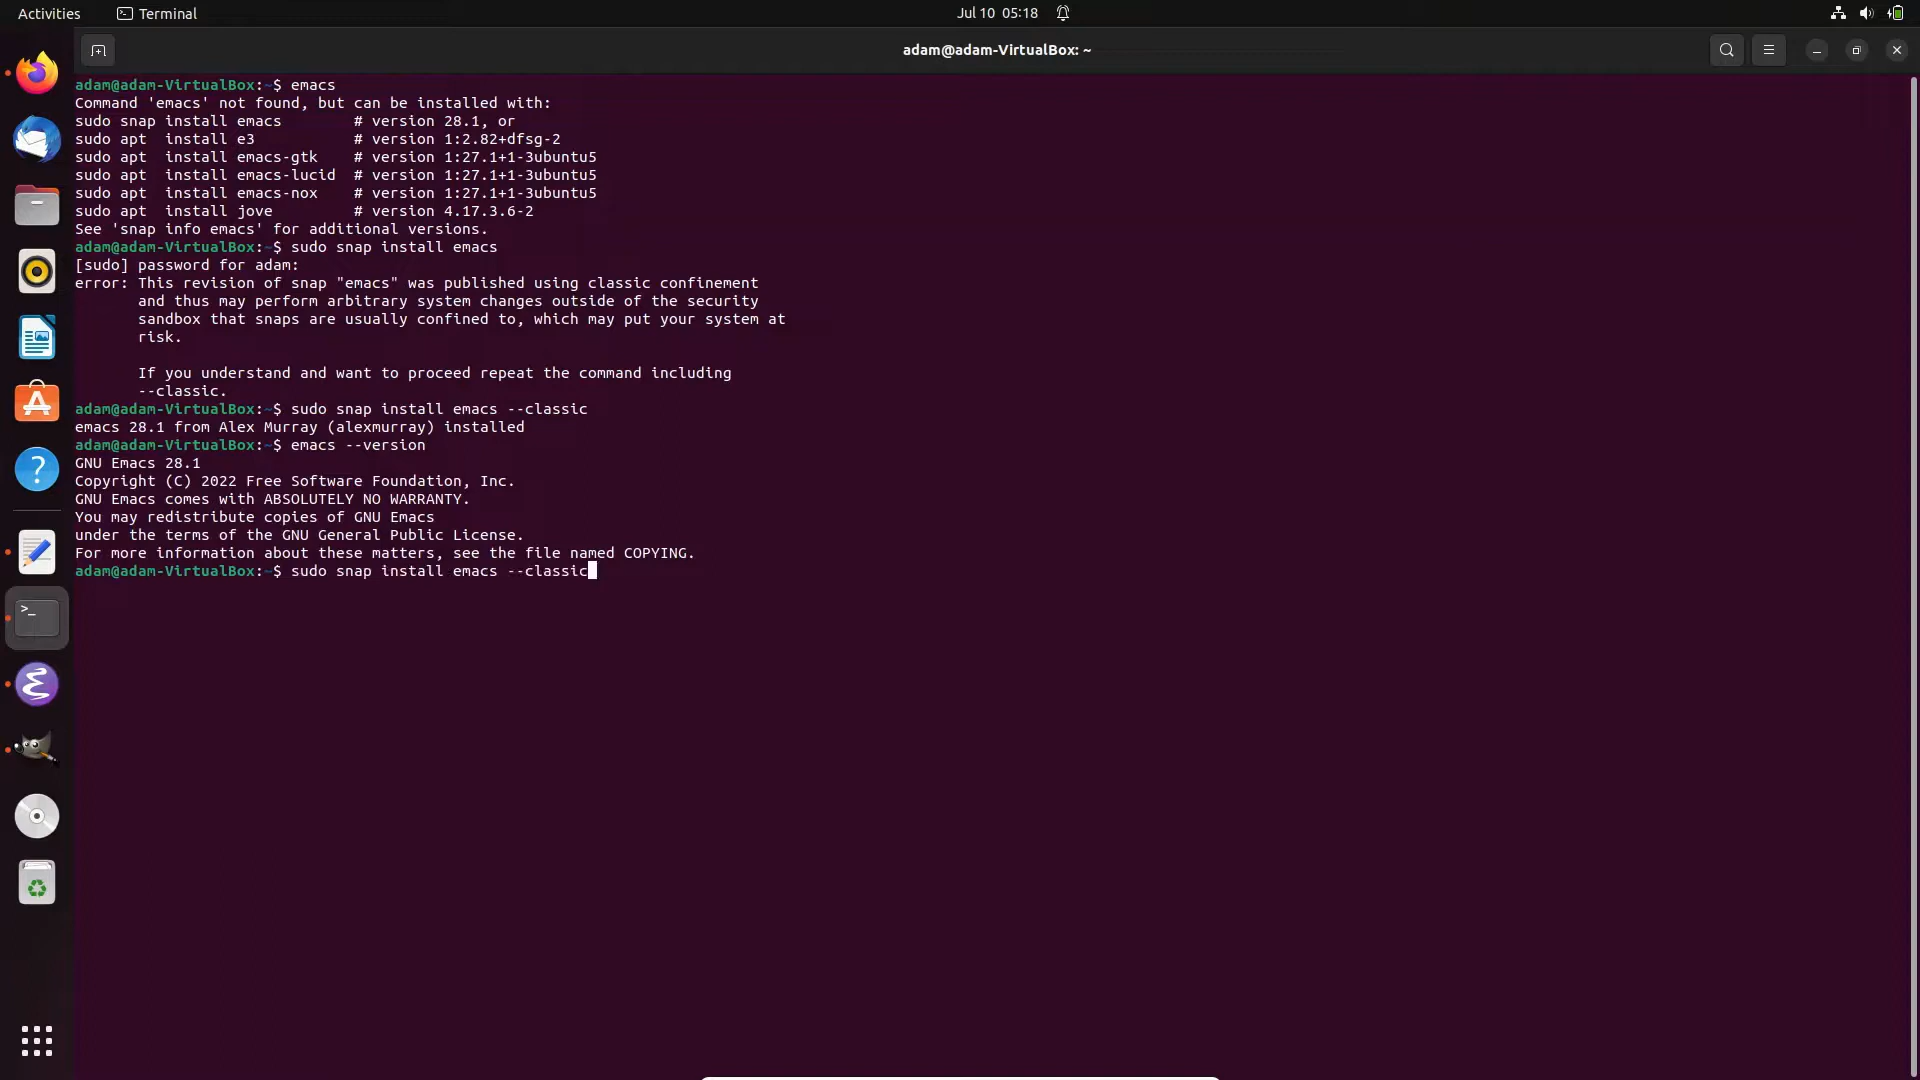 Activities Terminal Jul 10 05:18
adam@adam-VirtualBox: ~
adam@adam-VirtualBox:~$ emacs
Command 'emacs' not found, but can be installed with:
sudo snap install emacs        # version 28.1, or
sudo apt  install e3           # version 1:2.82+dfsg-2
sudo apt  install emacs-gtk    # version 1:27.1+1-3ubuntu5
sudo apt  install emacs-lucid  # version 1:27.1+1-3ubuntu5
sudo apt  install emacs-nox    # version 1:27.1+1-3ubuntu5
sudo apt  install jove         # version 4.17.3.6-2
See 'snap info emacs' for additional versions.
adam@adam-VirtualBox:~$ sudo snap install emacs
[sudo] password for adam:
error: This revision of snap "emacs" was published using classic confinement
       and thus may perform arbitrary system changes outside of the security
       sandbox that snaps are usually confined to, which may put your system at
       risk.
       If you understand and want to proceed repeat the command including
       --classic.
adam@adam-VirtualBox:~$ sudo snap install emacs --classic
emacs 28.1 from Alex Murray (alexmurray) installed
adam@adam-VirtualBox:~$ emacs --version
GNU Emacs 28.1
Copyright (C) 2022 Free Software Foundation, Inc.
GNU Emacs comes with ABSOLUTELY NO WARRANTY.
You may redistribute copies of GNU Emacs
under the terms of the GNU General Public License.
For more information about these matters, see the file named COPYING.
adam@adam-VirtualBox:~$ sudo snap install emacs --classic